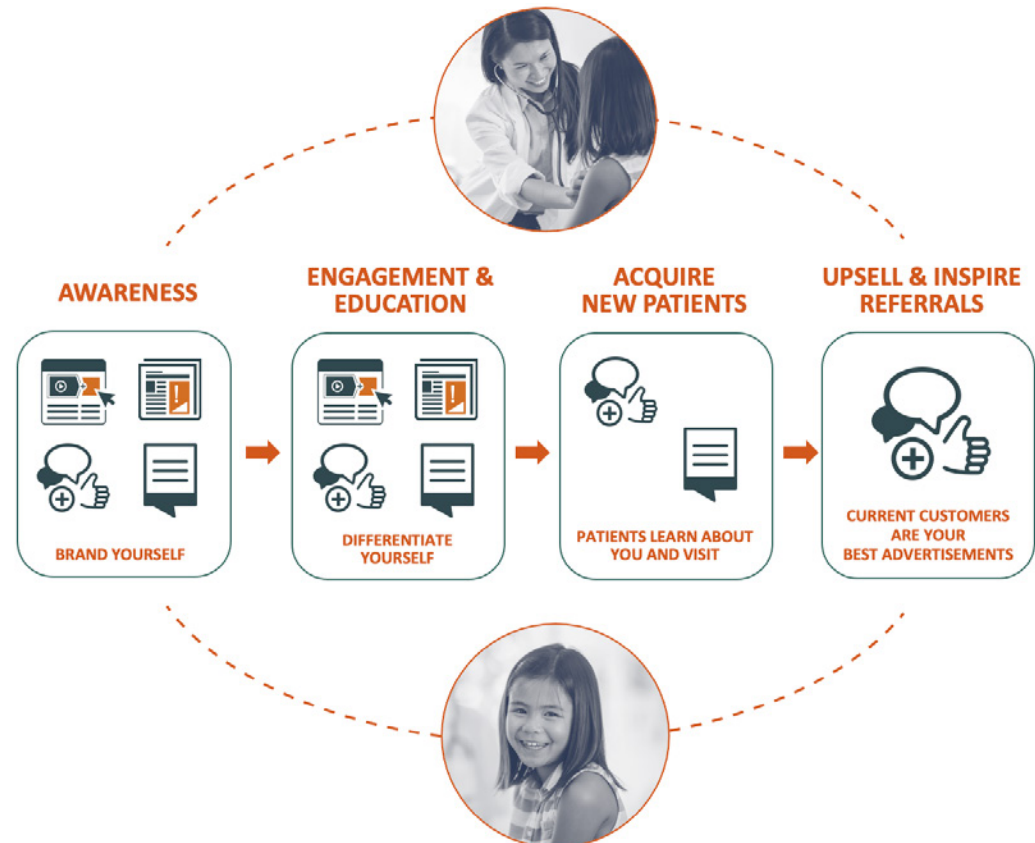 AWARENESS
ENGAGEMENT &
EDUCATION
ACQUIRE
NEW PATIENTS
UPSELL & INSPIRE
REFERRALS
!
!
BRAND YOURSELF
DIFFERENTIATE
YOURSELF
PATIENTS LEARN ABOUT
YOU AND VISIT
CURRENT CUSTOMERS
ARE YOUR
BEST ADVERTISEMENTS